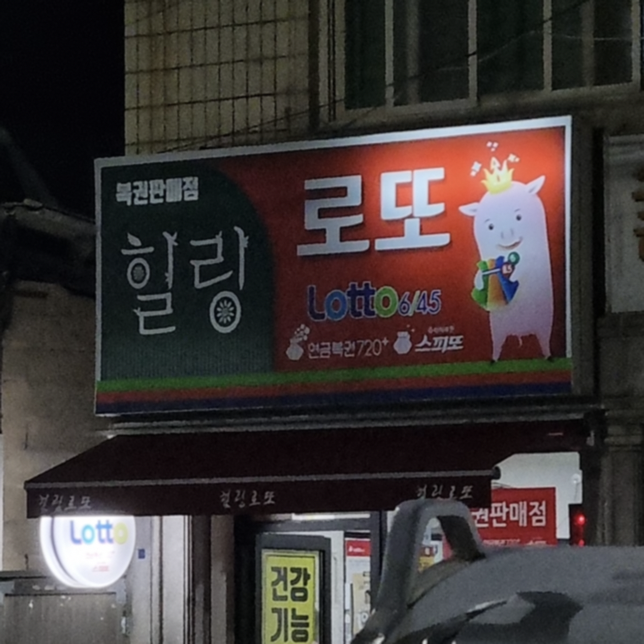 복권판매점
힐링
로또
Lotto 6/45
연금복권720+
스피또
힐링로또
힐링로또
힐링로또
Lotto
권판매점
건강
기능